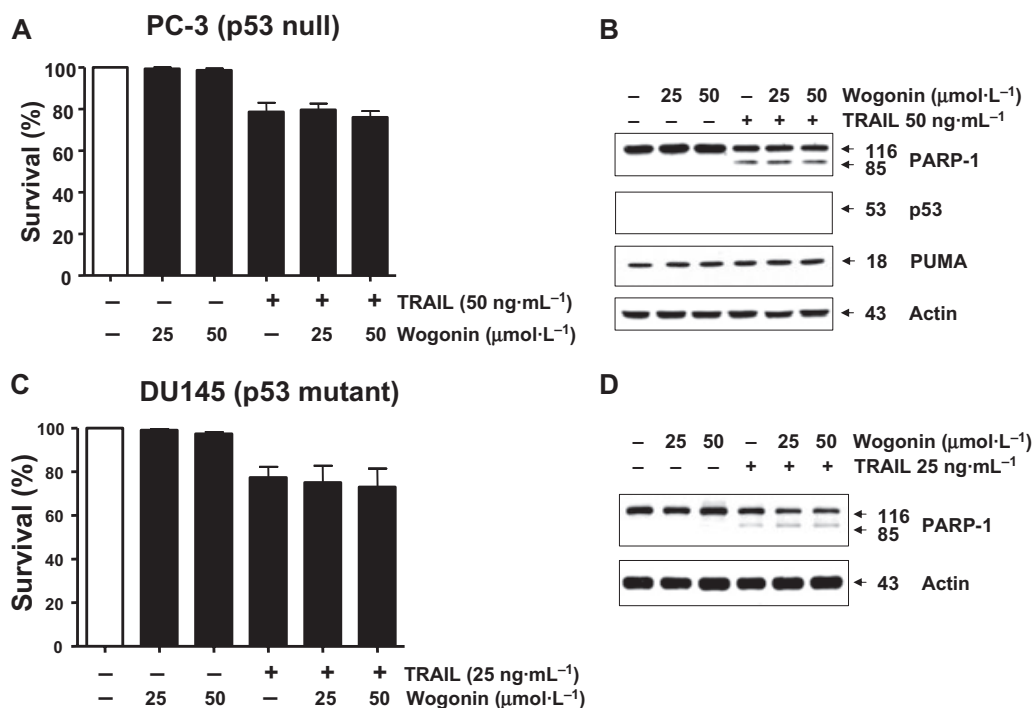 A
PC-3 (p53 null)
Survival (%)
100
80
60
40
20
0
– – – + + + TRAIL (50 ng·mL⁻¹)
– 25 50 – 25 50 Wogonin (μmol·L⁻¹)
B
– 25 50 – 25 50 Wogonin (μmol·L⁻¹)
– – – + + + TRAIL 50 ng·mL⁻¹
116
85 PARP-1
53 p53
18 PUMA
43 Actin
C
DU145 (p53 mutant)
Survival (%)
100
80
60
40
20
0
– – – + + + TRAIL (25 ng·mL⁻¹)
– 25 50 – 25 50 Wogonin (μmol·L⁻¹)
D
– 25 50 – 25 50 Wogonin (μmol·L⁻¹)
– – – + + + TRAIL 25 ng·mL⁻¹
116
85 PARP-1
43 Actin